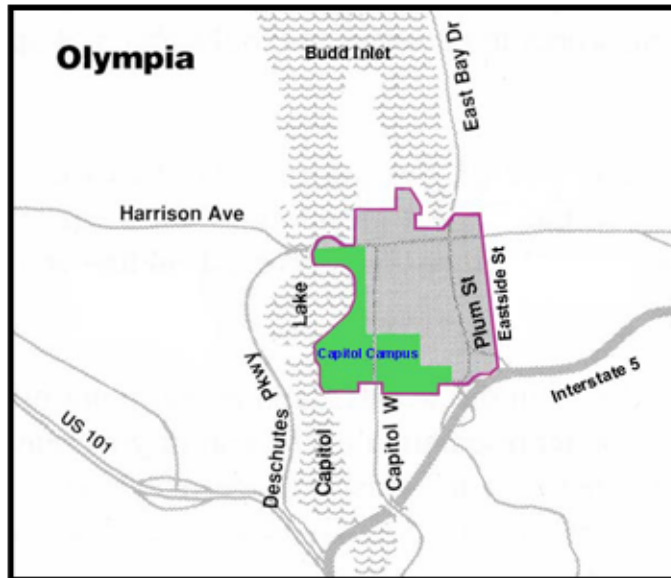 Olympia
Budd Inlet
East Bay Dr
Harrison Ave
Lake
Plum St
Eastside St
Capitol Campus
Interstate 5
Deschutes Pkwy
Capitol
Capitol W
US 101